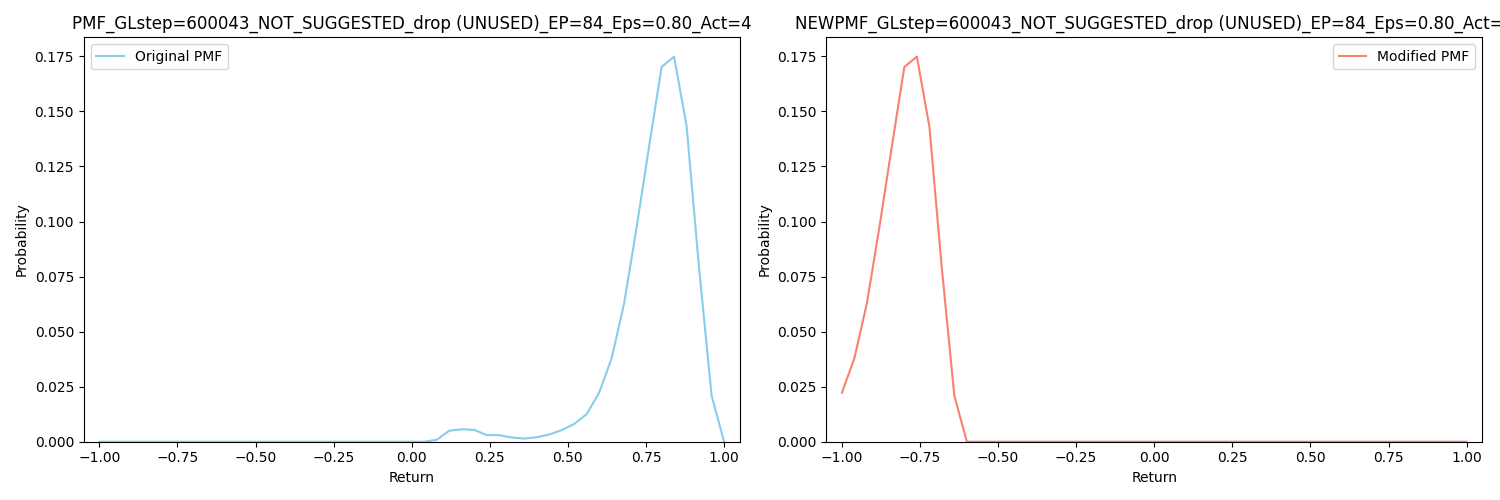 PMF_GLstep=600043_NOT_SUGGESTED_drop (UNUSED)_EP=84_Eps=0.80_Act=4
Original PMF
Probability
0.175
0.150
0.125
0.100
0.075
0.050
0.025
0.000
−1.00 −0.75 −0.50 −0.25 0.00 0.25 0.50 0.75 1.00
Return
NEWPMF_GLstep=600043_NOT_SUGGESTED_drop (UNUSED)_EP=84_Eps=0.80_Act=
Modified PMF
Probability
0.175
0.150
0.125
0.100
0.075
0.050
0.025
0.000
−1.00 −0.75 −0.50 −0.25 0.00 0.25 0.50 0.75 1.00
Return